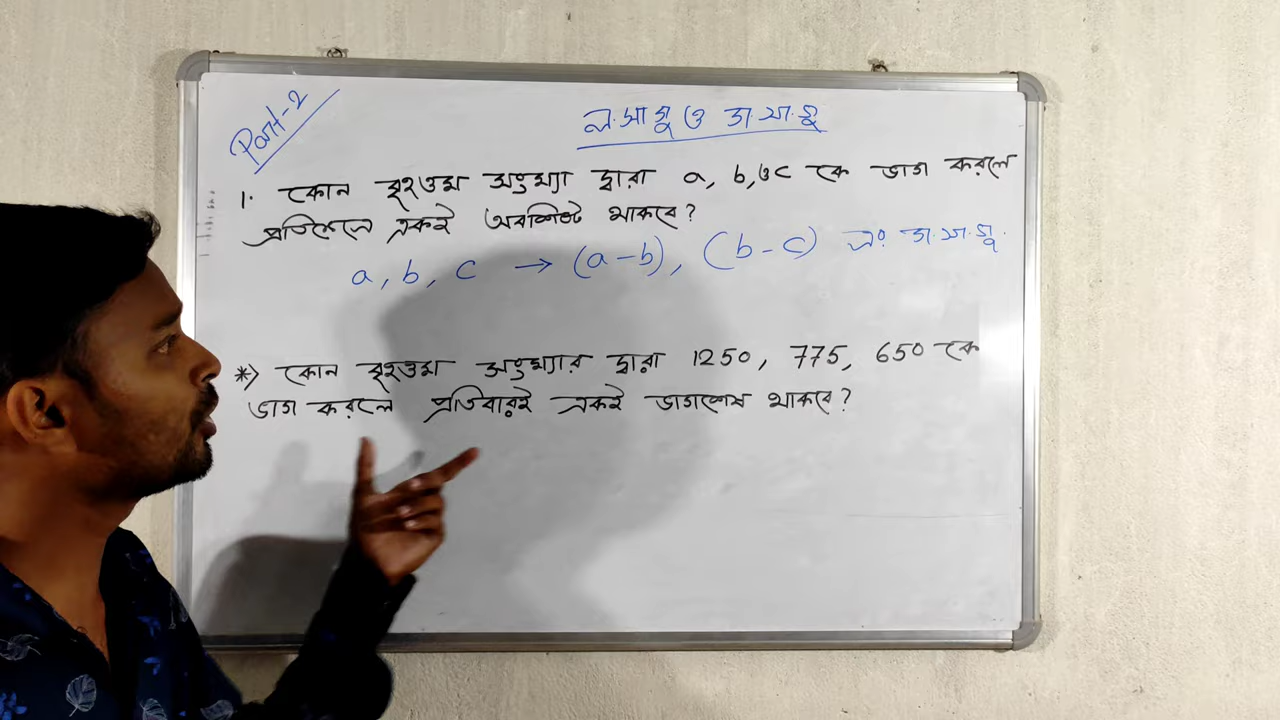 Part-2
ল.সা.গু ও গ.সা.গু
1. কোন বৃহত্তম সংখ্যা দ্বারা a, b, ও c কে ভাগ করলে
প্রতিক্ষেত্রে একই অবশিষ্ট থাকবে?
a, b, c → (a-b), (b-c) এর গ.সা.গু.
*) কোন বৃহত্তম সংখ্যার দ্বারা 1250, 775, 650 কে
ভাগ করলে প্রতিবারই একই ভাগশেষ থাকবে?